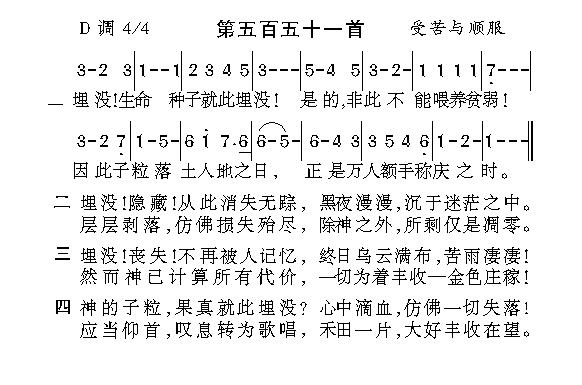 D 调 4/4 第五百五十一首 受苦与顺服
3-2 3|1--1|2 3 4 5|3---|5-4 5|3-2-|1 1 1 1|7---|
一 埋没!生命 种子就此埋没! 是的,非此不 能喂养贫弱!
3-2 7|1-5-|6 i 7·6|6-5-|6-4 3|3 5 4 6|1-2-|1---‖
因此子粒落 土人地之日, 正是万人额手称庆之时。
二 埋没!隐藏!从此消失无踪, 黑夜漫漫,沉于迷茫之中。
层层剥落,仿佛损失殆尽, 除神之外,所剩仅是凋零。
三 埋没!丧失!不再被人记忆, 终日乌云满布,苦雨凄凄!
然而神已计算所有代价, 一切为着丰收—金色庄稼!
四 神的子粒,果真就此埋没? 心中滴血,仿佛一切失落!
应当仰首,叹息转为歌唱, 禾田一片,大好丰收在望。